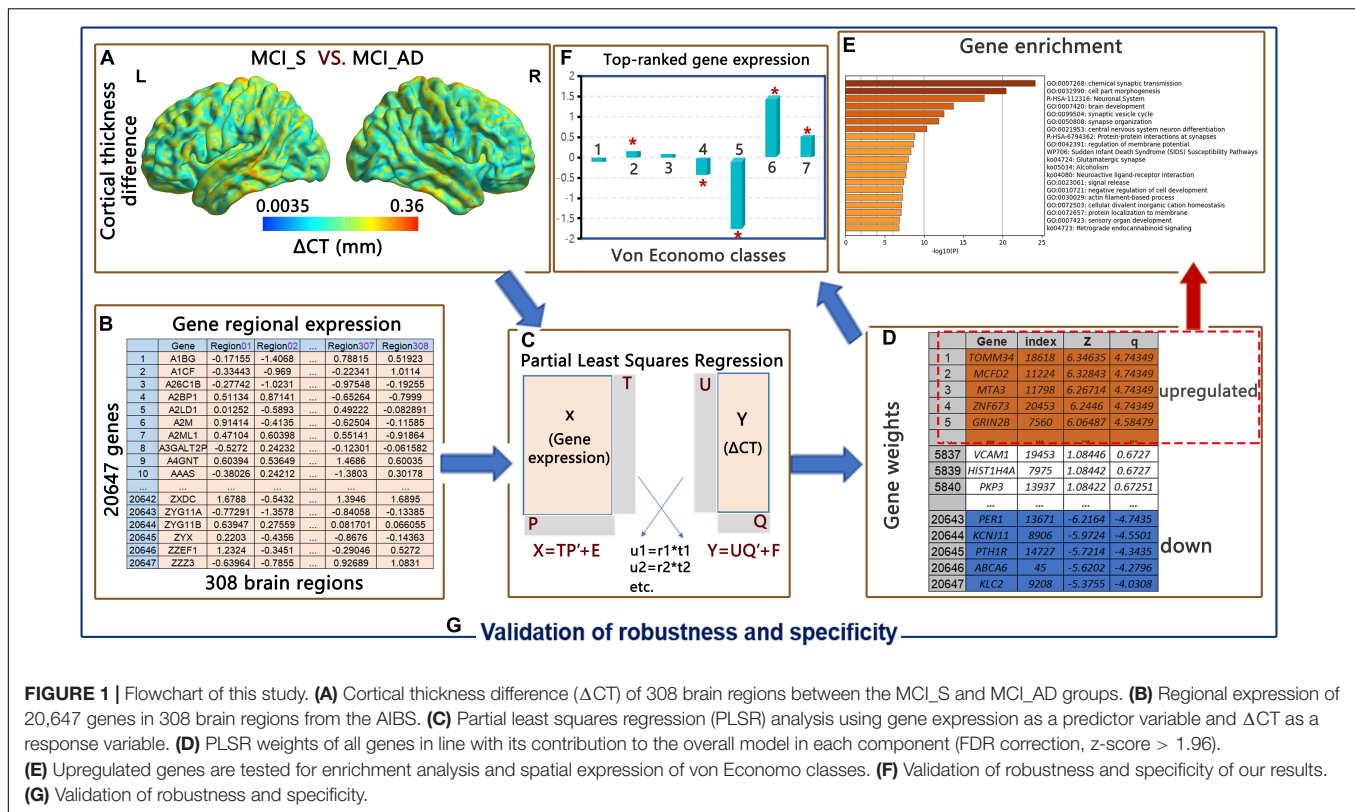 A
MCI_S VS. MCI_AD
L
R
Cortical thickness difference
0.0035 0.36
ΔCT (mm)
F
Top-ranked gene expression
2
1.5
1
0.5
0
-0.5
-1
-1.5
-2
1 2 3 4 5 6 7
* * * * *
Von Economo classes
E
Gene enrichment
GO:0007268: chemical synaptic transmission
GO:0032990: cell part morphogenesis
R-HSA-112316: Neuronal System
GO:0007420: brain development
GO:0099504: synaptic vesicle cycle
GO:0050808: synapse organization
GO:0021953: central nervous system neuron differentiation
R-HSA-6794362: Protein-protein interactions at synapses
GO:0042391: regulation of membrane potential
WP706: Sudden Infant Death Syndrome (SIDS) Susceptibility Pathways
ko04724: Glutamatergic synapse
ko05034: Alcoholism
ko04080: Neuroactive ligand-receptor interaction
GO:0023061: signal release
GO:0010721: negative regulation of cell development
GO:0030029: actin filament-based process
GO:0072503: cellular divalent inorganic cation homeostasis
GO:0072657: protein localization to membrane
GO:0007423: sensory organ development
ko04723: Retrograde endocannabinoid signaling
0 5 10 15 20 25
-log10(P)
B
Gene regional expression
20647 genes
Gene Region01 Region02 ... Region307 Region308
1 A1BG -0.17155 -1.4068 ... 0.78815 0.51923
2 A1CF -0.33443 -0.969 ... -0.22341 1.0114
3 A26C1B -0.27742 -1.0231 ... -0.97548 -0.19255
4 A2BP1 0.51134 0.87141 ... -0.65264 -0.7999
5 A2LD1 0.01252 -0.5893 ... 0.49222 -0.082891
6 A2M 0.91414 -0.4135 ... -0.62504 -0.11585
7 A2ML1 0.47104 0.60398 ... 0.55141 -0.91864
8 A3GALT2P -0.5272 0.24232 ... -0.12301 -0.061582
9 A4GNT 0.60394 0.53649 ... 1.4686 0.60035
10 AAAS -0.38026 0.24212 ... -1.3803 0.30178
... ... ... ... ... ... ...
20642 ZXDC 1.6788 -0.5432 ... 1.3946 1.6895
20643 ZYG11A -0.77291 -1.3578 ... -0.84058 -0.13385
20644 ZYG11B 0.63947 0.27559 ... 0.081701 0.066055
20645 ZYX 0.2203 -0.4356 ... -0.8676 -0.14363
20646 ZZEF1 1.2324 -0.3451 ... -0.29046 0.5272
20647 ZZZ3 -0.63964 -0.7855 ... 0.92689 1.0831
308 brain regions
C
Partial Least Squares Regression
T
U
X
(Gene expression)
Y
(ΔCT)
P
Q
X=TP'+E
u1=r1*t1
u2=r2*t2
etc.
Y=UQ'+F
D
Gene weights
Gene index Z q
1 TOMM34 18618 6.34635 4.74349
2 MCFD2 11224 6.32843 4.74349
3 MTA3 11798 6.26714 4.74349
4 ZNF673 20453 6.2446 4.74349
5 GRIN2B 7560 6.06487 4.58479
... ... ... ... ...
upregulated
5837 VCAM1 19453 1.08446 0.6727
5839 HIST1H4A 7975 1.08442 0.6727
5840 PKP3 13937 1.08422 0.67251
... ... ... ...
20643 PER1 13671 -6.2164 -4.7435
20644 KCNJ11 8906 -5.9724 -4.5501
20645 PTH1R 14727 -5.7214 -4.3435
20646 ABCA6 45 -5.6202 -4.2796
20647 KLC2 9208 -5.3755 -4.0308
down
G
Validation of robustness and specificity
FIGURE 1 | Flowchart of this study. (A) Cortical thickness difference (ΔCT) of 308 brain regions between the MCI_S and MCI_AD groups. (B) Regional expression of
20,647 genes in 308 brain regions from the AIBS. (C) Partial least squares regression (PLSR) analysis using gene expression as a predictor variable and ΔCT as a
response variable. (D) PLSR weights of all genes in line with its contribution to the overall model in each component (FDR correction, z-score > 1.96).
(E) Upregulated genes are tested for enrichment analysis and spatial expression of von Economo classes. (F) Validation of robustness and specificity of our results.
(G) Validation of robustness and specificity.